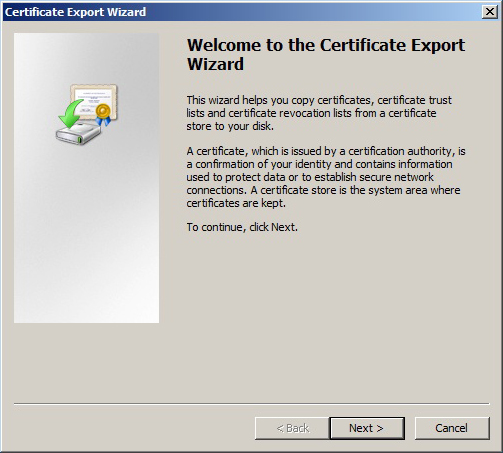 Certificate Export Wizard
Welcome to the Certificate Export
Wizard
This wizard helps you copy certificates, certificate trust
lists and certificate revocation lists from a certificate
store to your disk.
A certificate, which is issued by a certification authority, is
a confirmation of your identity and contains information
used to protect data or to establish secure network
connections. A certificate store is the system area where
certificates are kept.
To continue, click Next.
< Back
Next >
Cancel